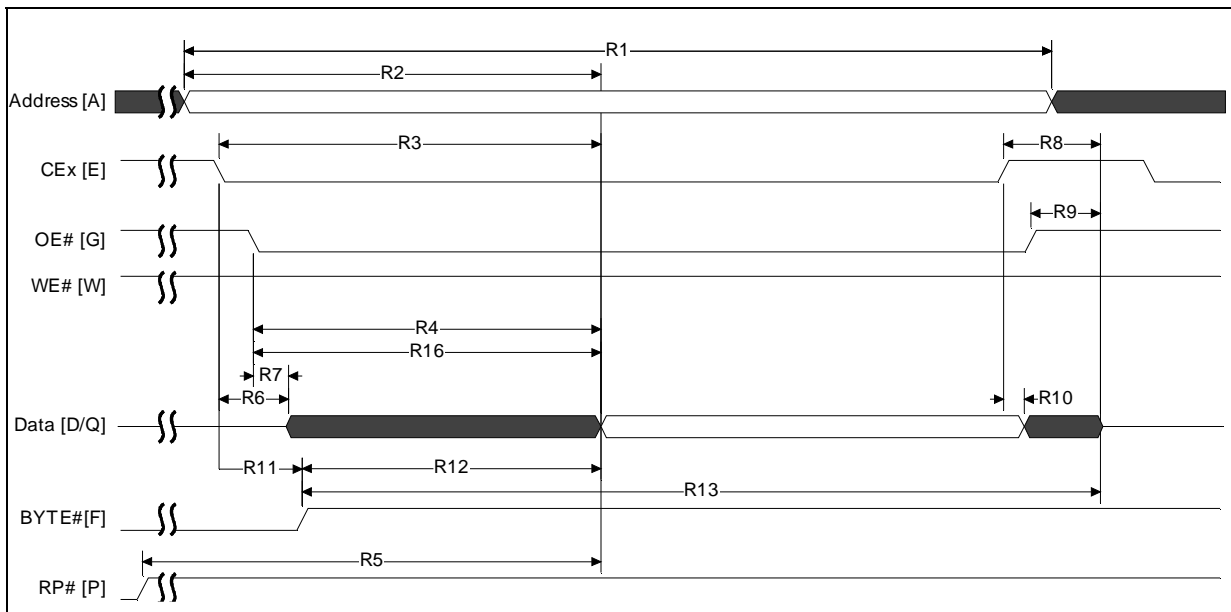 R1
R2
Address [A]
R3
R8
CEx [E]
R9
OE# [G]
WE# [W]
R4
R16
R7
R6
R10
Data [D/Q]
R11
R12
R13
BYTE#[F]
R5
RP# [P]